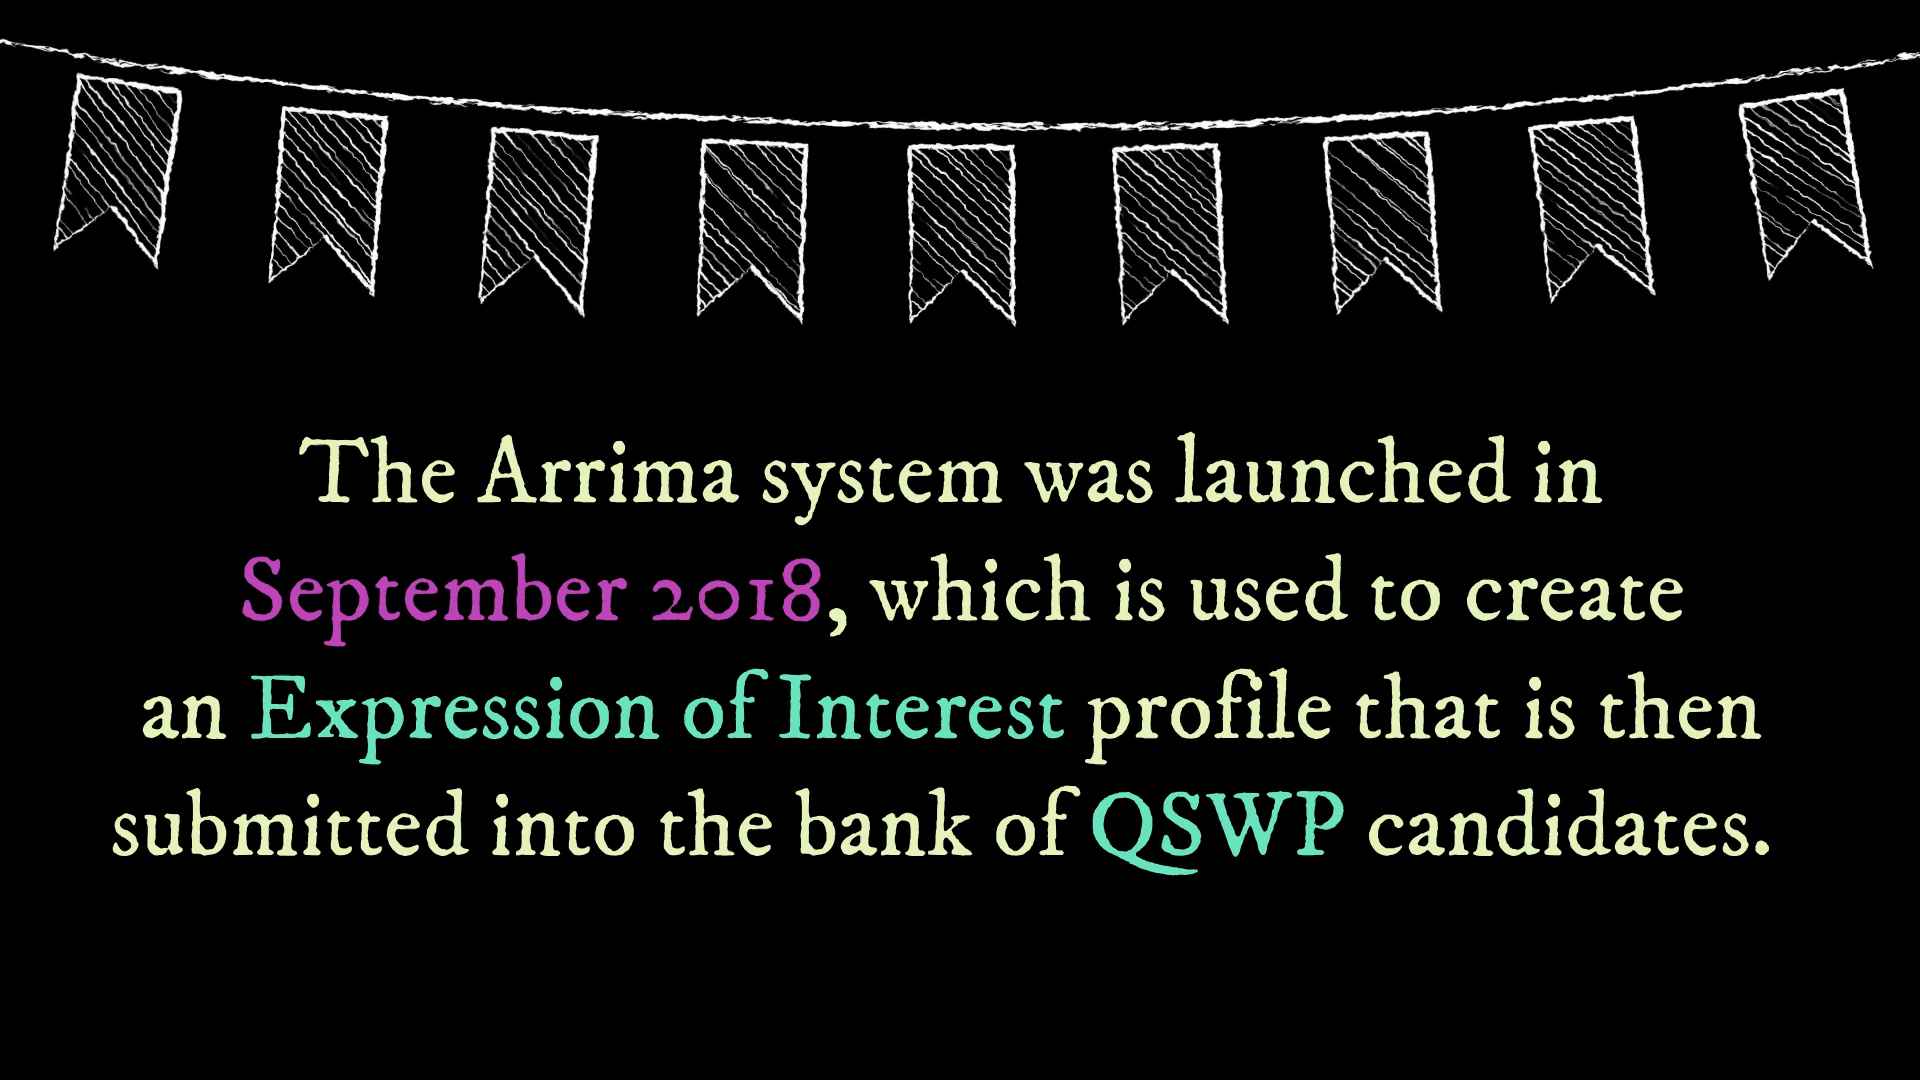 The Arrima system was launched in
September 2018, which is used to create
an Expression of Interest profile that is then
submitted into the bank of QSWP candidates.